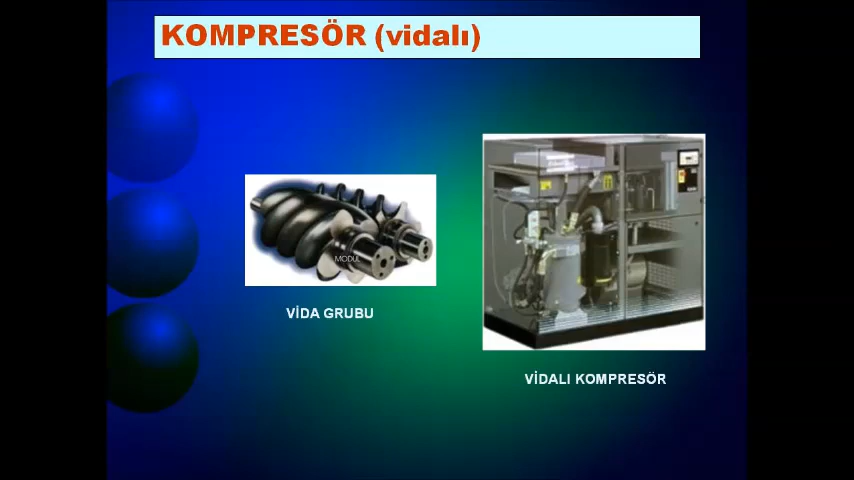 KOMPRESÖR (vidalı)
MODUL
VİDA GRUBU
VİDALI KOMPRESÖR